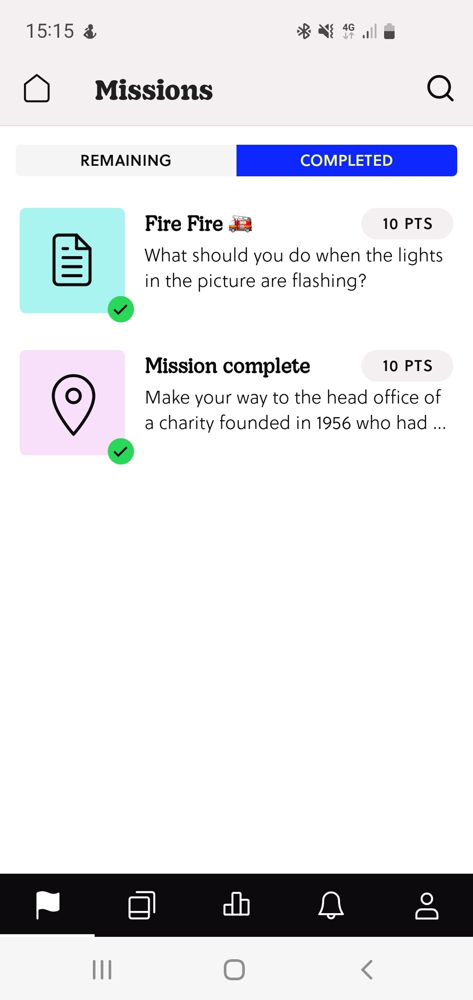 15:15
4G
Missions
REMAINING
COMPLETED
Fire Fire 🚒
10 PTS
What should you do when the lights
in the picture are flashing?
Mission complete
10 PTS
Make your way to the head office of
a charity founded in 1956 who had ...